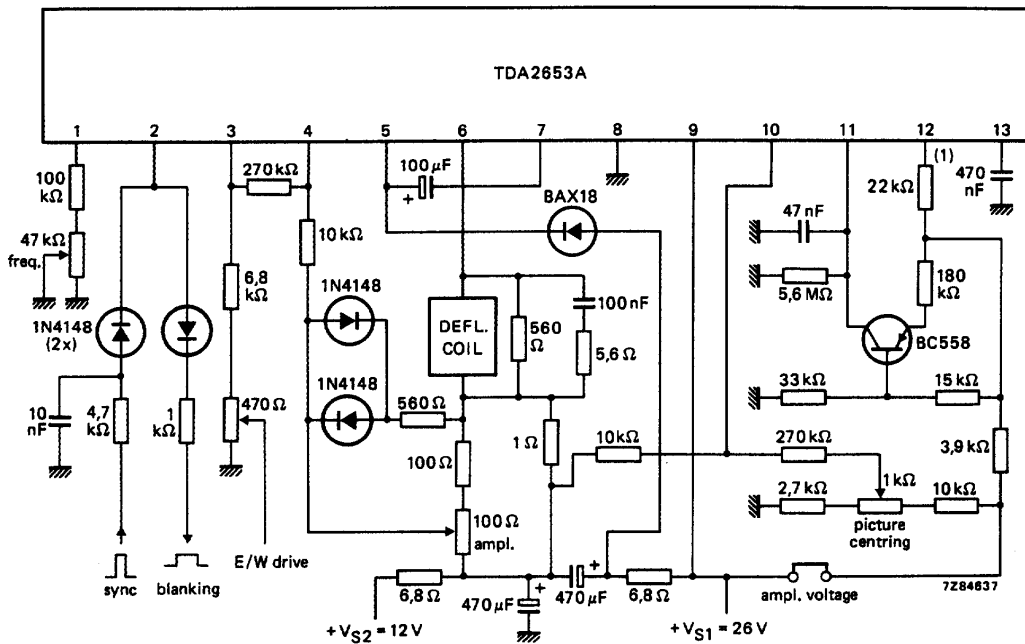 TDA2653A
1 2 3 4 5 6 7 8 9 10 11 12 13
(1)
100 kΩ
270 kΩ
100 µF
+
22 kΩ
470 nF
BAX18
47 nF
47 kΩ
freq.
10 kΩ
6,8 kΩ
5,6 MΩ
180 kΩ
1N4148
100 nF
1N4148 (2x)
DEFL. COIL
560 Ω
5,6 Ω
BC558
1N4148
33 kΩ
15 kΩ
10 nF
4,7 kΩ
1 kΩ
470 Ω
560 Ω
1 Ω
10 kΩ
270 kΩ
3,9 kΩ
100 Ω
2,7 kΩ
1 kΩ
10 kΩ
picture centring
100 Ω
ampl.
sync
blanking
E/W drive
6,8 Ω
+
470 µF
+
470 µF
6,8 Ω
ampl. voltage
7Z84637
+VS2 = 12 V
+VS1 = 26 V